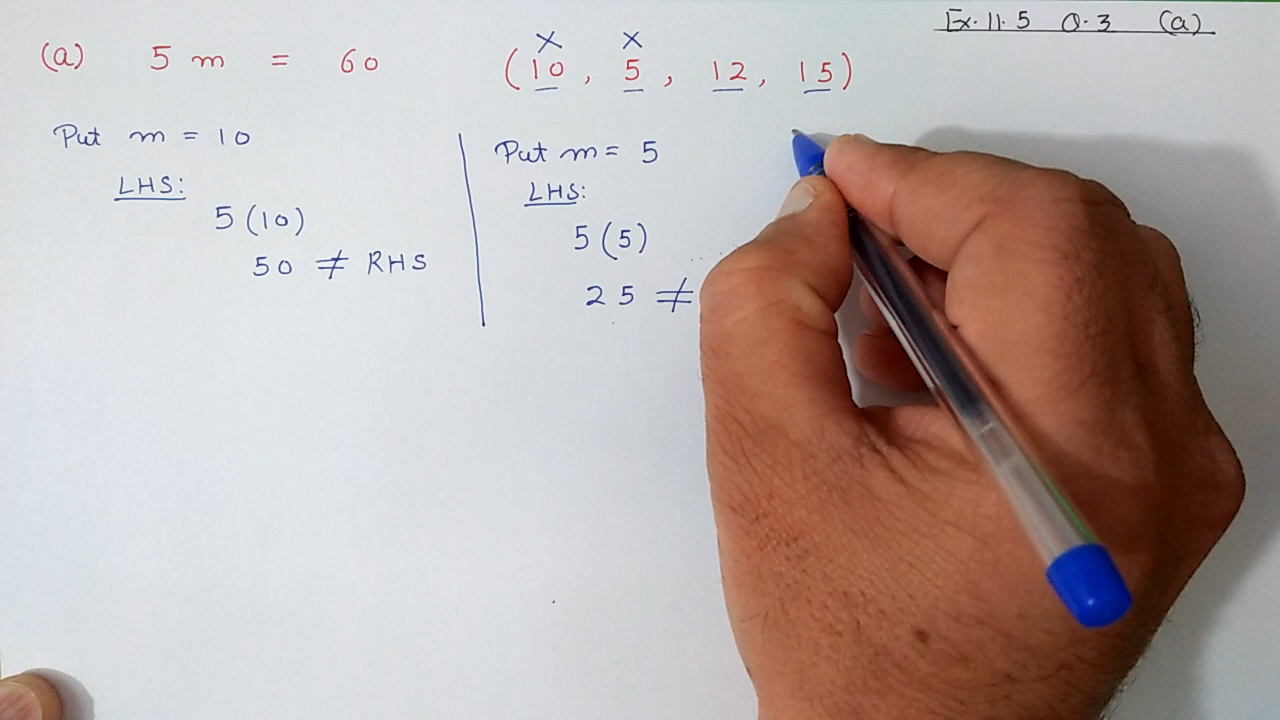 Ex. 11.5 Q.3 (a)
(a) 5 m = 60 (10, 5, 12, 15)
x x
Put m = 10
LHS:
5(10)
50 ≠ RHS
Put m = 5
LHS:
5(5)
25 ≠